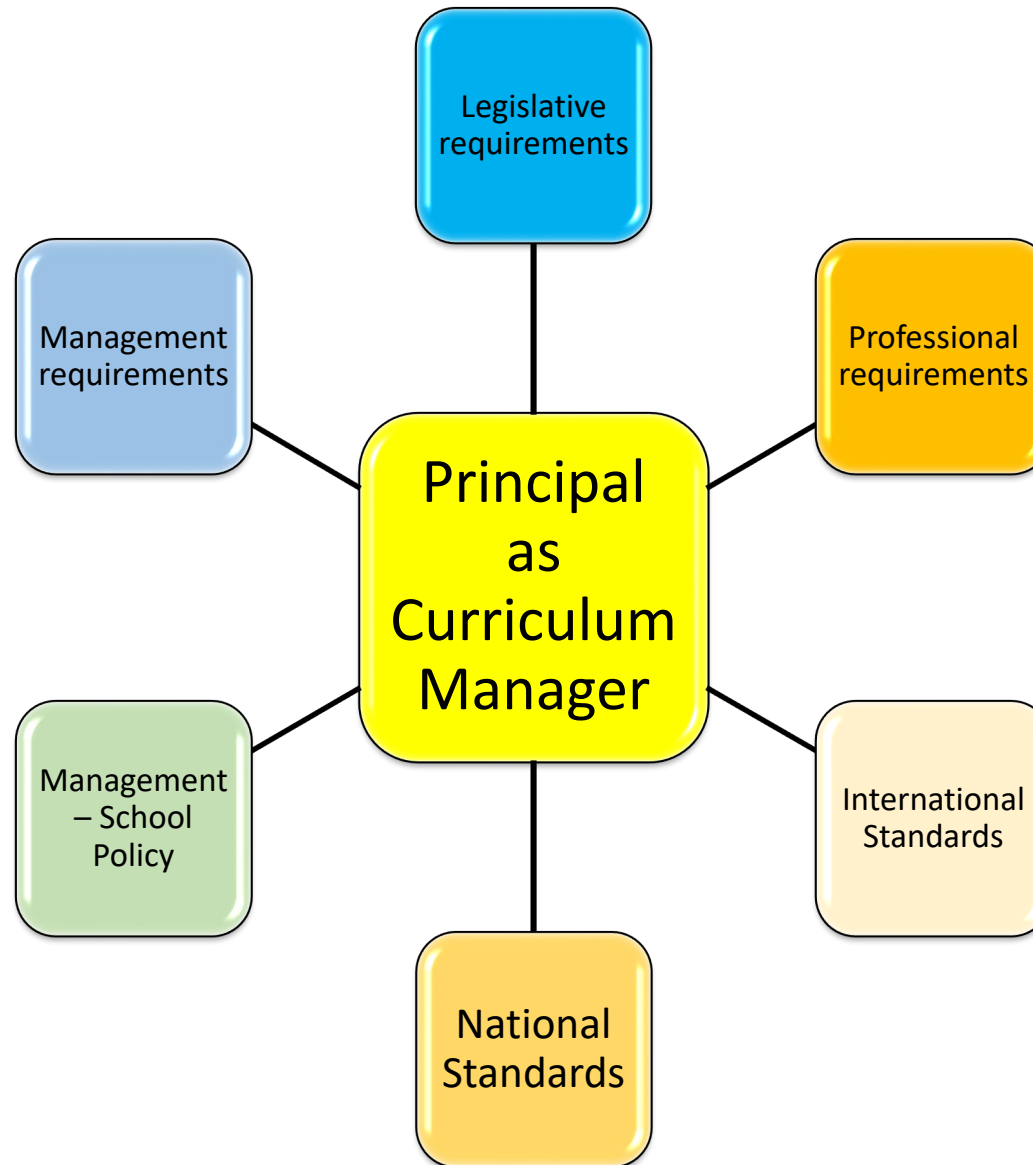 Legislative
requirements
Management
requirements
Professional
requirements
Principal
as
Curriculum
Manager
Management
– School
Policy
International
Standards
National
Standards